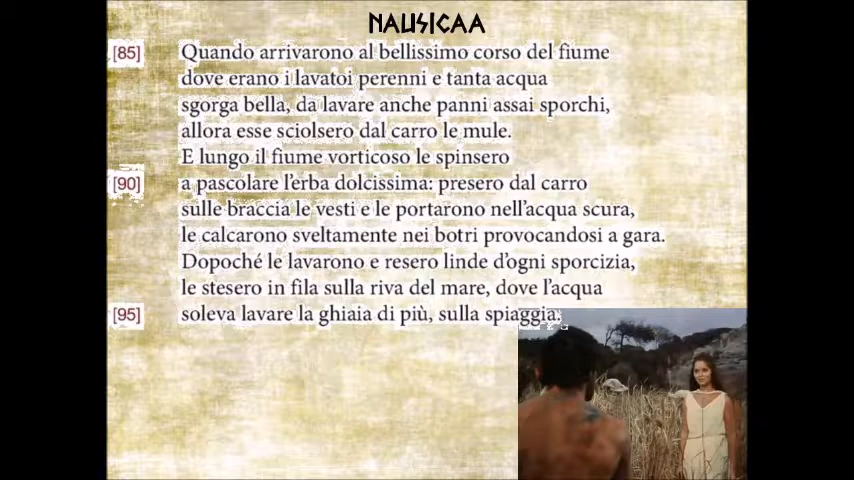 NAUSICAA
[85] Quando arrivarono al bellissimo corso del fiume
dove erano i lavatoi perenni e tanta acqua
sgorga bella, da lavare anche panni assai sporchi,
allora esse sciolsero dal carro le mule.
E lungo il fiume vorticoso le spinsero
[90] a pascolare l'erba dolcissima: presero dal carro
sulle braccia le vesti e le portarono nell'acqua scura,
le calcarono sveltamente nei botri provocandosi a gara.
Dopoché le lavarono e resero linde d'ogni sporcizia,
le stesero in fila sulla riva del mare, dove l'acqua
[95] soleva lavare la ghiaia di più, sulla spiaggia.